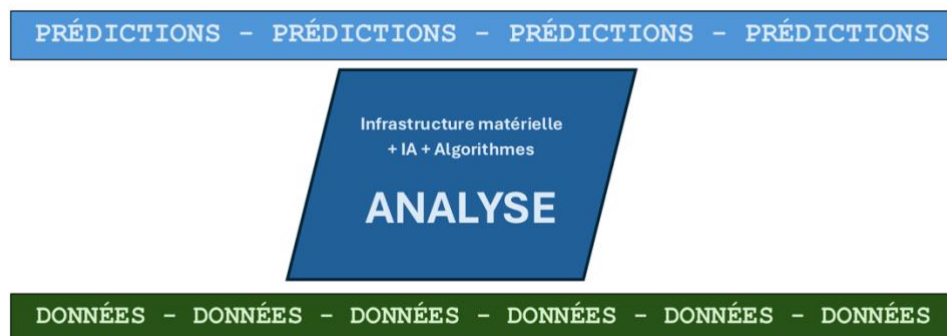 PRÉDICTIONS - PRÉDICTIONS - PRÉDICTIONS - PRÉDICTIONS
Infrastructure matérielle
+ IA + Algorithmes
ANALYSE
DONNÉES - DONNÉES - DONNÉES - DONNÉES - DONNÉES - DONNÉES